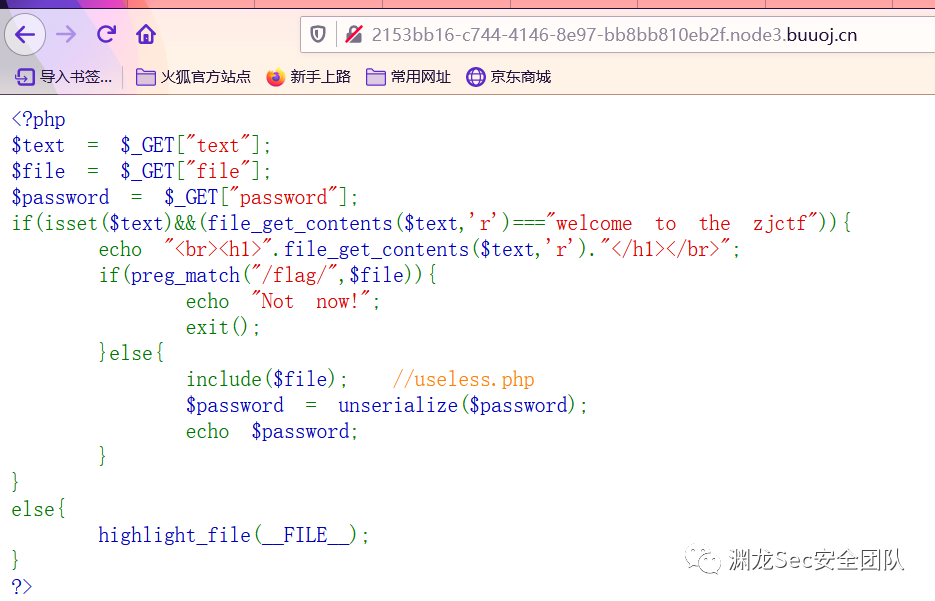 2153bb16-c744-4146-8e97-bb8bb810eb2f.node3.buuoj.cn
导入书签... 火狐官方站点 新手上路 常用网址 京东商城
<?php
$text = $_GET["text"];
$file = $_GET["file"];
$password = $_GET["password"];
if(isset($text)&&(file_get_contents($text,'r')==="welcome to the zjctf")){
echo "<br><h1>".file_get_contents($text,'r')."</h1></br>";
if(preg_match("/flag/",$file)){
echo "Not now!";
exit();
}else{
include($file); //useless.php
$password = unserialize($password);
echo $password;
}
}
else{
highlight_file(__FILE__);
}
?>
渊龙Sec安全团队